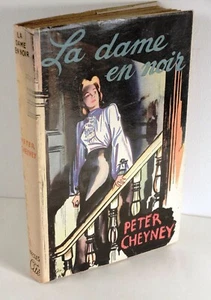 LA
DAME
EN NOIR
PETER
CHEYNEY
La dame
en noir
PETER
CHEYNEY